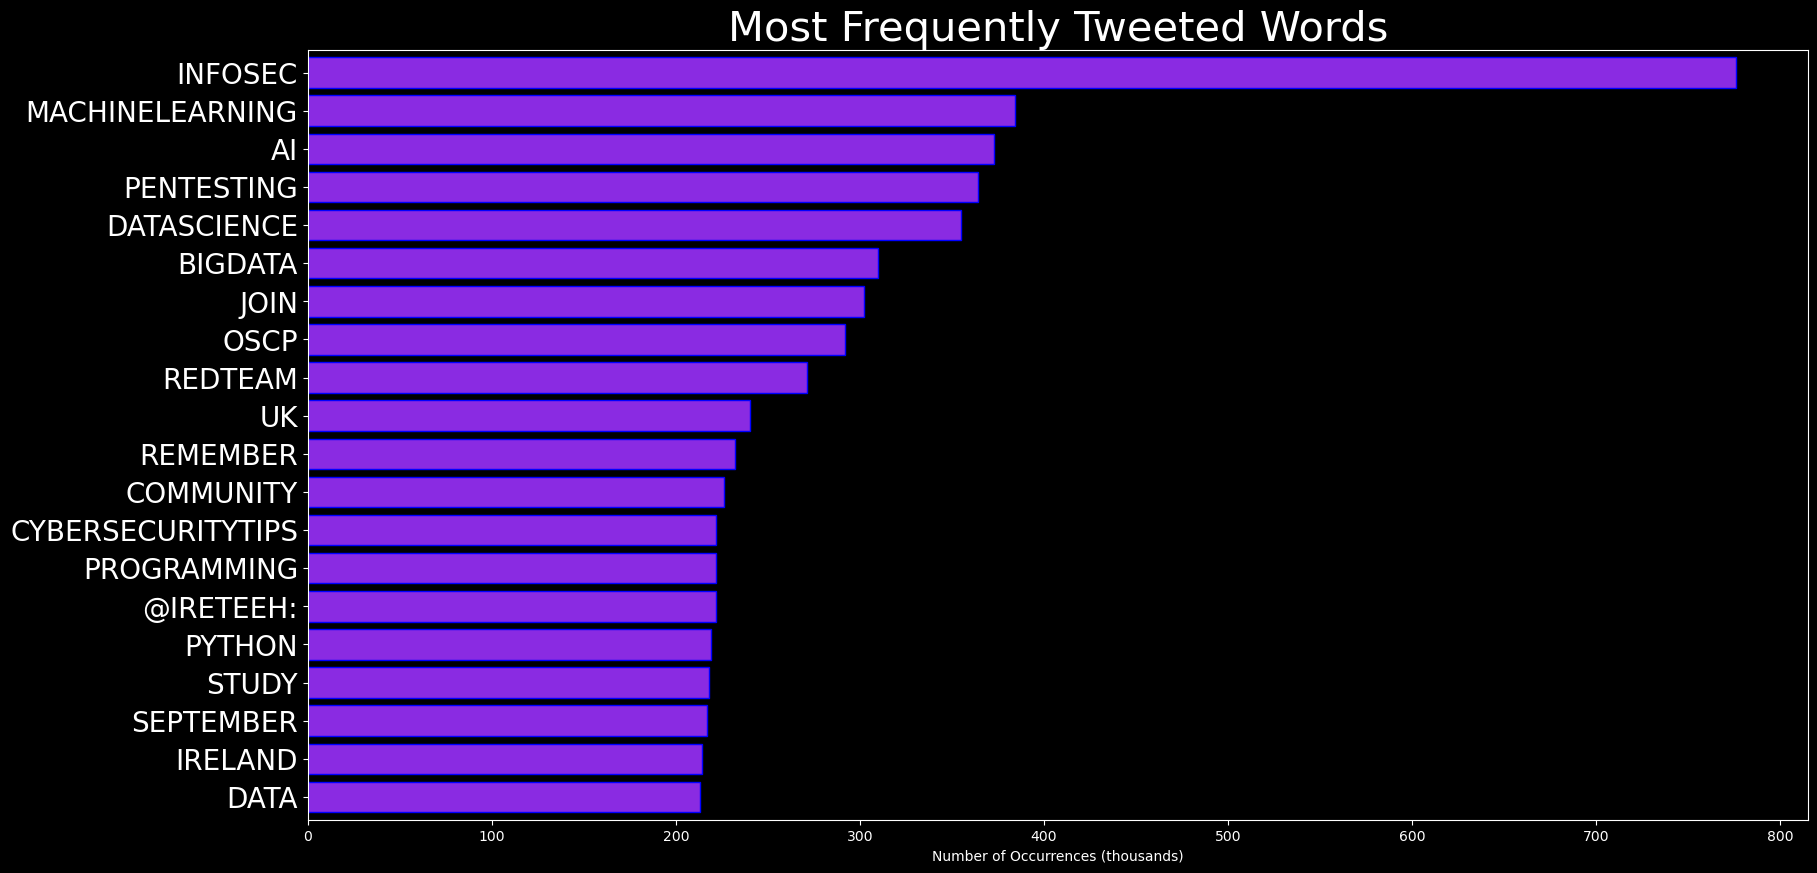 Most Frequently Tweeted Words
INFOSEC
MACHINELEARNING
AI
PENTESTING
DATASCIENCE
BIGDATA
JOIN
OSCP
REDTEAM
UK
REMEMBER
COMMUNITY
CYBERSECURITYTIPS
PROGRAMMING
@IRETEEH:
PYTHON
STUDY
SEPTEMBER
IRELAND
DATA
0 100 200 300 400 500 600 700 800
Number of Occurrences (thousands)